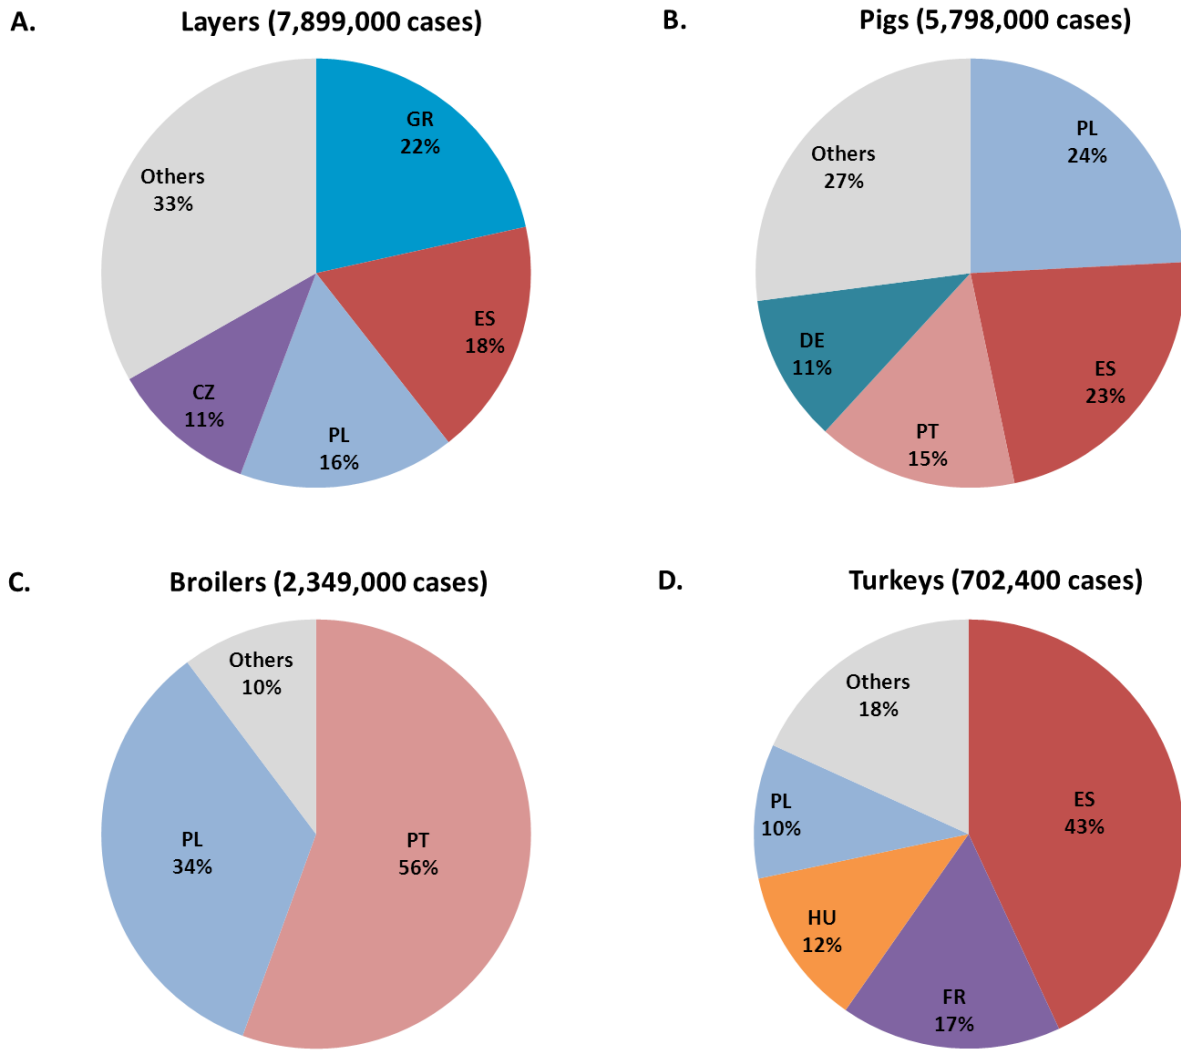 A.
Layers (7,899,000 cases)
GR
22%
ES
18%
PL
16%
CZ
11%
Others
33%
B.
Pigs (5,798,000 cases)
PL
24%
ES
23%
PT
15%
DE
11%
Others
27%
C.
Broilers (2,349,000 cases)
PT
56%
PL
34%
Others
10%
D.
Turkeys (702,400 cases)
ES
43%
FR
17%
HU
12%
PL
10%
Others
18%